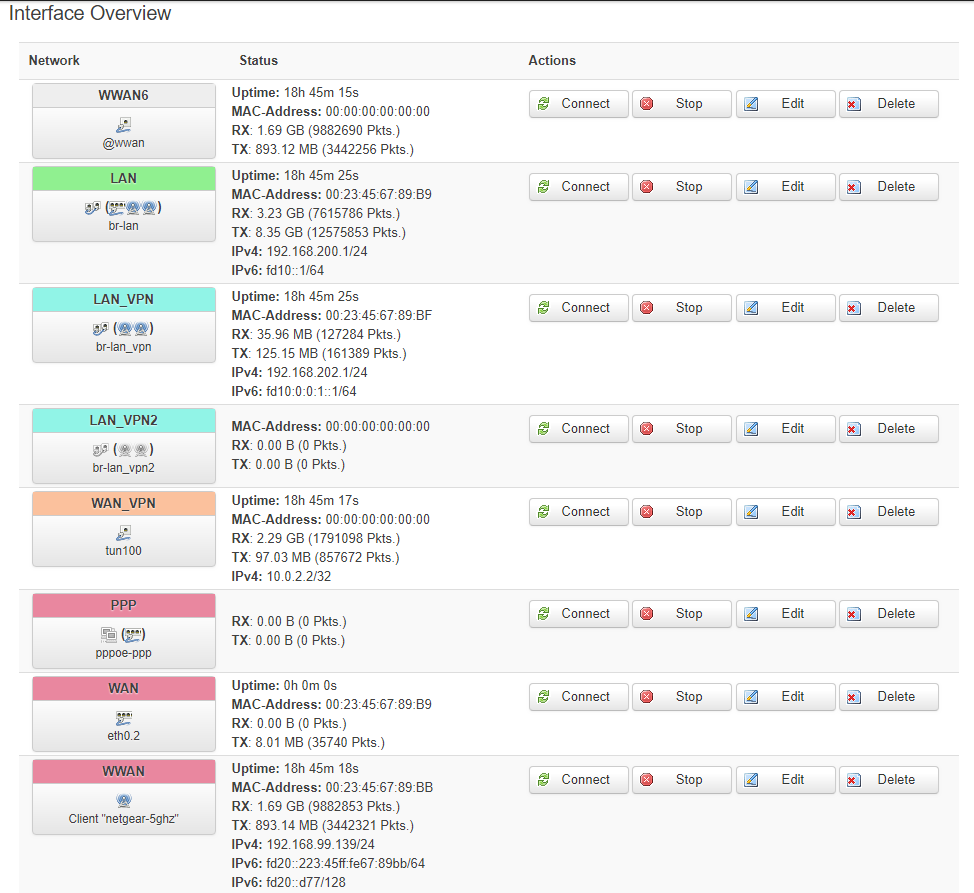 Interface Overview
Network Status Actions
WWAN6
@wwan
Uptime: 18h 45m 15s
MAC-Address: 00:00:00:00:00:00
RX: 1.69 GB (9882690 Pkts.)
TX: 893.12 MB (3442256 Pkts.)
Connect Stop Edit Delete
LAN
br-lan
Uptime: 18h 45m 25s
MAC-Address: 00:23:45:67:89:B9
RX: 3.23 GB (7615786 Pkts.)
TX: 8.35 GB (12575853 Pkts.)
IPv4: 192.168.200.1/24
IPv6: fd10::1/64
Connect Stop Edit Delete
LAN_VPN
br-lan_vpn
Uptime: 18h 45m 25s
MAC-Address: 00:23:45:67:89:BF
RX: 35.96 MB (127284 Pkts.)
TX: 125.15 MB (161389 Pkts.)
IPv4: 192.168.202.1/24
IPv6: fd10:0:0:1::1/64
Connect Stop Edit Delete
LAN_VPN2
br-lan_vpn2
MAC-Address: 00:00:00:00:00:00
RX: 0.00 B (0 Pkts.)
TX: 0.00 B (0 Pkts.)
Connect Stop Edit Delete
WAN_VPN
tun100
Uptime: 18h 45m 17s
MAC-Address: 00:00:00:00:00:00
RX: 2.29 GB (1791098 Pkts.)
TX: 97.03 MB (857672 Pkts.)
IPv4: 10.0.2.2/32
Connect Stop Edit Delete
PPP
pppoe-ppp
RX: 0.00 B (0 Pkts.)
TX: 0.00 B (0 Pkts.)
Connect Stop Edit Delete
WAN
eth0.2
Uptime: 0h 0m 0s
MAC-Address: 00:23:45:67:89:B9
RX: 0.00 B (0 Pkts.)
TX: 8.01 MB (35740 Pkts.)
Connect Stop Edit Delete
WWAN
Client "netgear-5ghz"
Uptime: 18h 45m 18s
MAC-Address: 00:23:45:67:89:BB
RX: 1.69 GB (9882853 Pkts.)
TX: 893.14 MB (3442321 Pkts.)
IPv4: 192.168.99.139/24
IPv6: fd20::223:45ff:fe67:89bb/64
IPv6: fd20::d77/128
Connect Stop Edit Delete